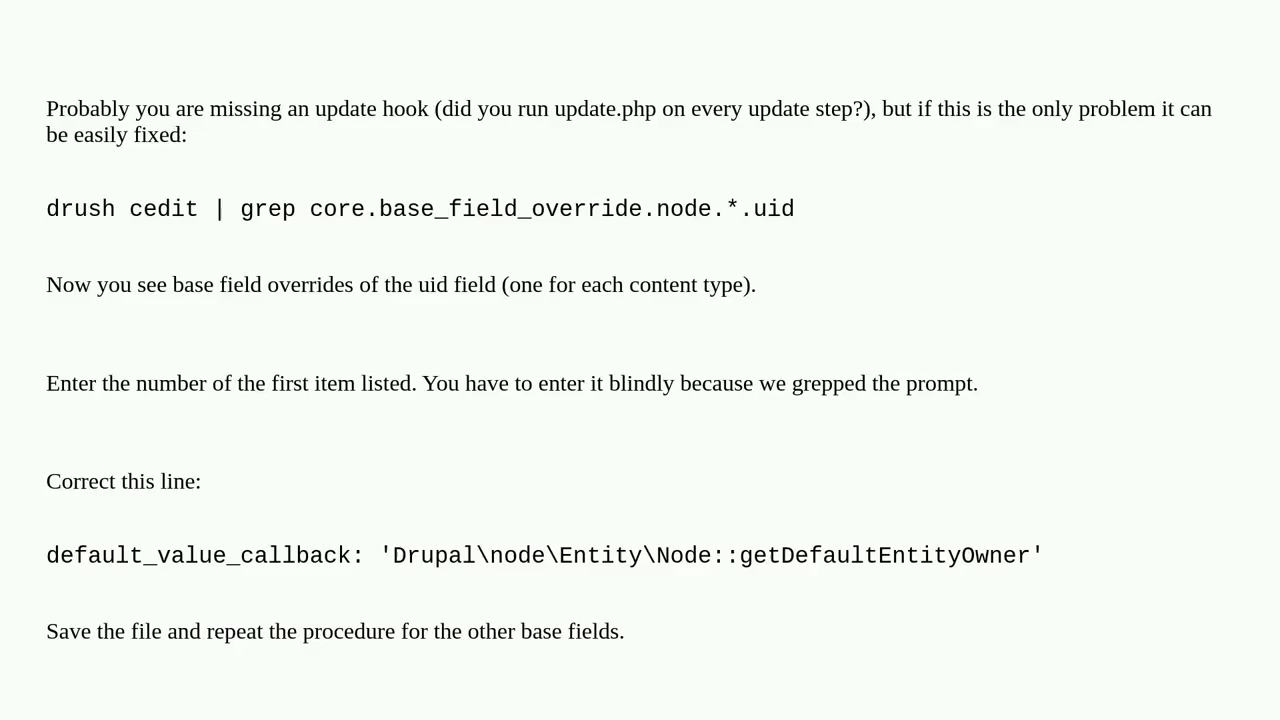 Probably you are missing an update hook (did you run update.php on every update step?), but if this is the only problem it can
be easily fixed:
drush cedit | grep core.base_field_override.node.*.uid
Now you see base field overrides of the uid field (one for each content type).
Enter the number of the first item listed. You have to enter it blindly because we grepped the prompt.
Correct this line:
default_value_callback: 'Drupal\node\Entity\Node::getDefaultEntityOwner'
Save the file and repeat the procedure for the other base fields.